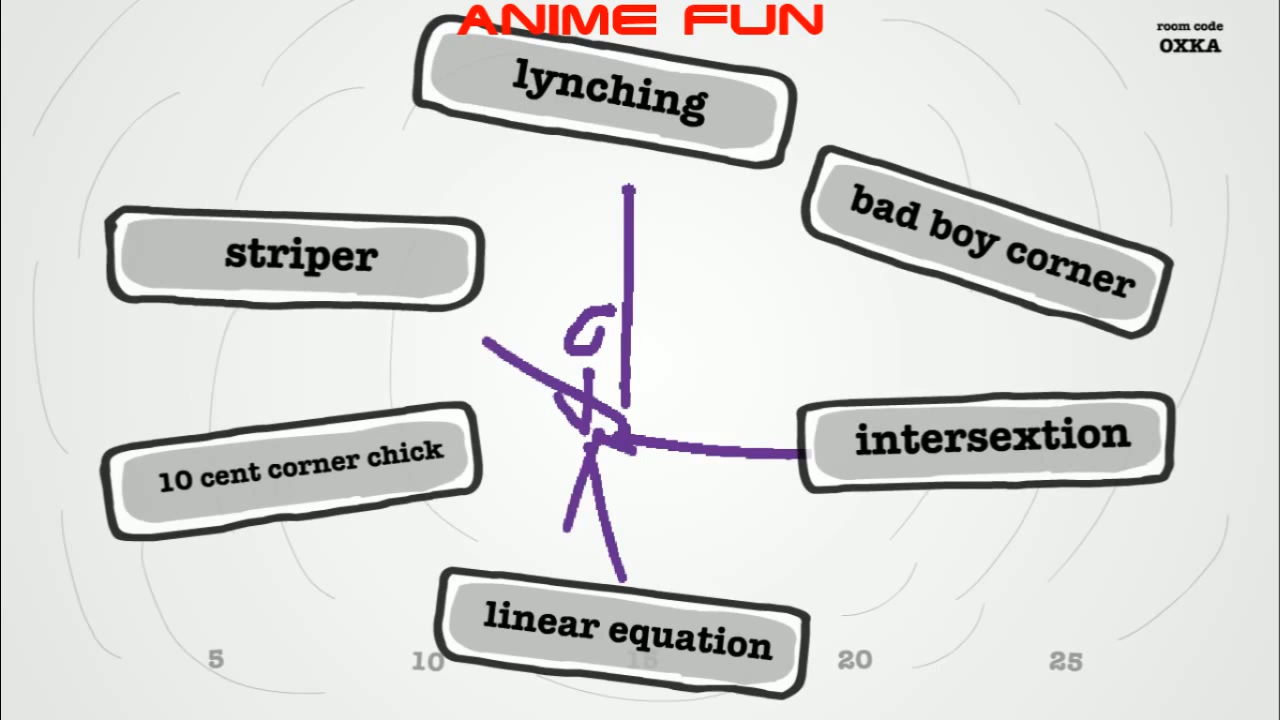 ANIME FUN
room code
OXKA
lynching
bad boy corner
striper
intersextion
10 cent corner chick
linear equation
5 10 15 20 25